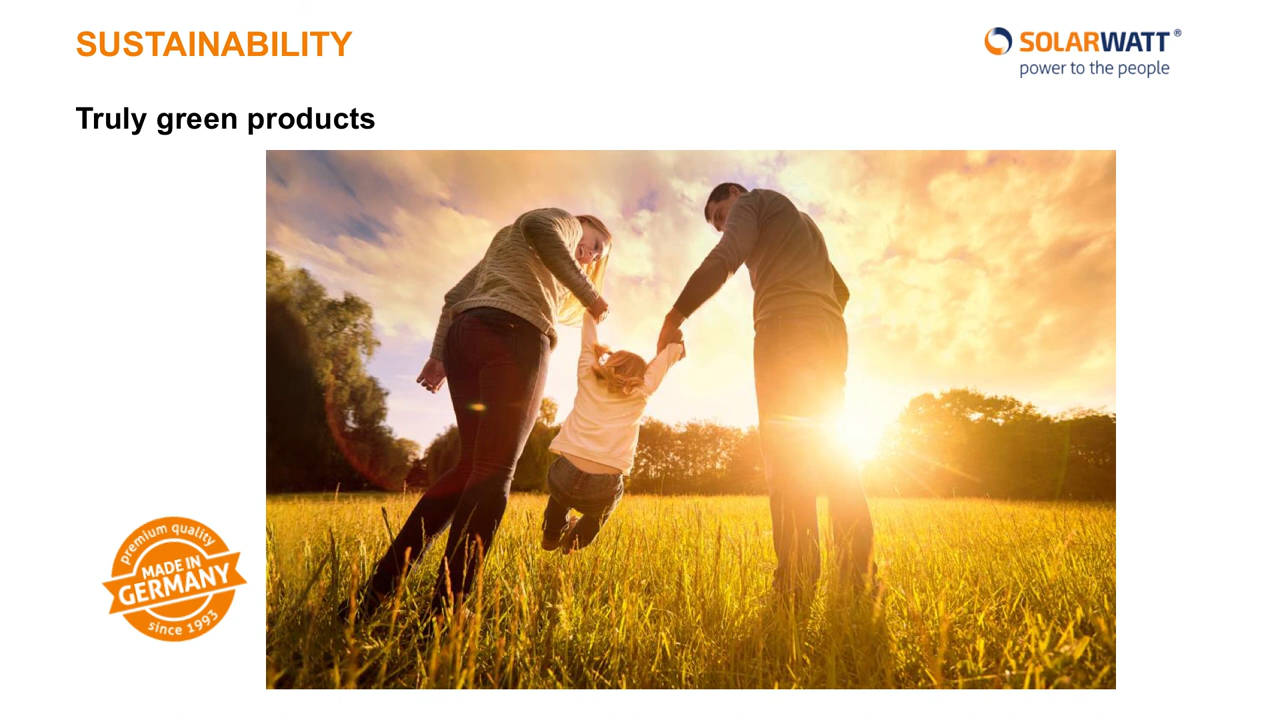 SUSTAINABILITY
SOLARWATT®
power to the people
Truly green products
premium quality
MADE IN
GERMANY
since 1993